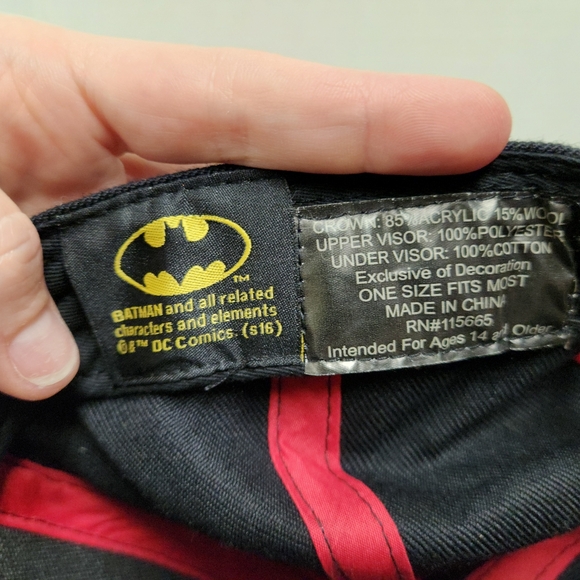 TM
BATMAN and all related
characters and elements
©&™ DC Comics. (s16)
CROWN: 85%ACRYLIC 15%WOOL
UPPER VISOR: 100%POLYESTER
UNDER VISOR: 100%COTTON
Exclusive of Decoration
ONE SIZE FITS MOST
MADE IN CHINA
RN#115665
Intended For Ages 14 and Older